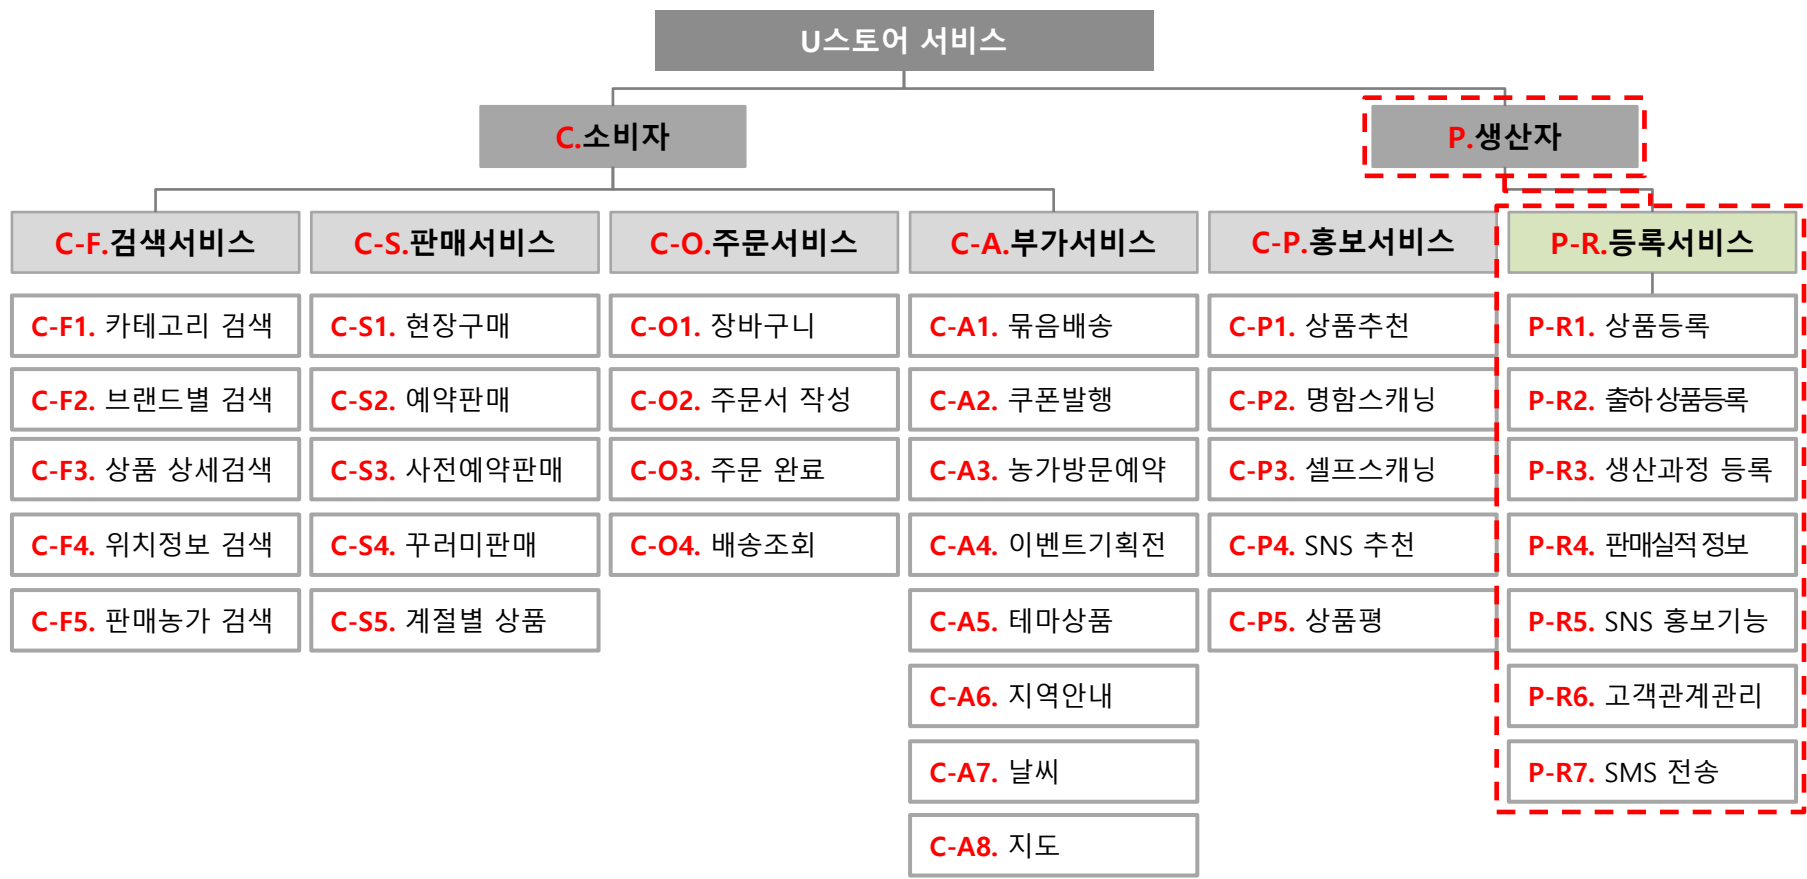 U스토어 서비스
C.소비자
P.생산자
C-F.검색서비스
C-S.판매서비스
C-O.주문서비스
C-A.부가서비스
C-P.홍보서비스
P-R.등록서비스
C-F1. 카테고리 검색
C-S1. 현장구매
C-O1. 장바구니
C-A1. 묶음배송
C-P1. 상품추천
P-R1. 상품등록
C-F2. 브랜드별 검색
C-S2. 예약판매
C-O2. 주문서 작성
C-A2. 쿠폰발행
C-P2. 명함스캐닝
P-R2. 출하상품등록
C-F3. 상품 상세검색
C-S3. 사전예약판매
C-O3. 주문 완료
C-A3. 농가방문예약
C-P3. 셀프스캐닝
P-R3. 생산과정 등록
C-F4. 위치정보 검색
C-S4. 꾸러미판매
C-O4. 배송조회
C-A4. 이벤트기획전
C-P4. SNS 추천
P-R4. 판매실적정보
C-F5. 판매농가 검색
C-S5. 계절별 상품
C-A5. 테마상품
C-P5. 상품평
P-R5. SNS 홍보기능
C-A6. 지역안내
P-R6. 고객관계관리
C-A7. 날씨
P-R7. SMS 전송
C-A8. 지도